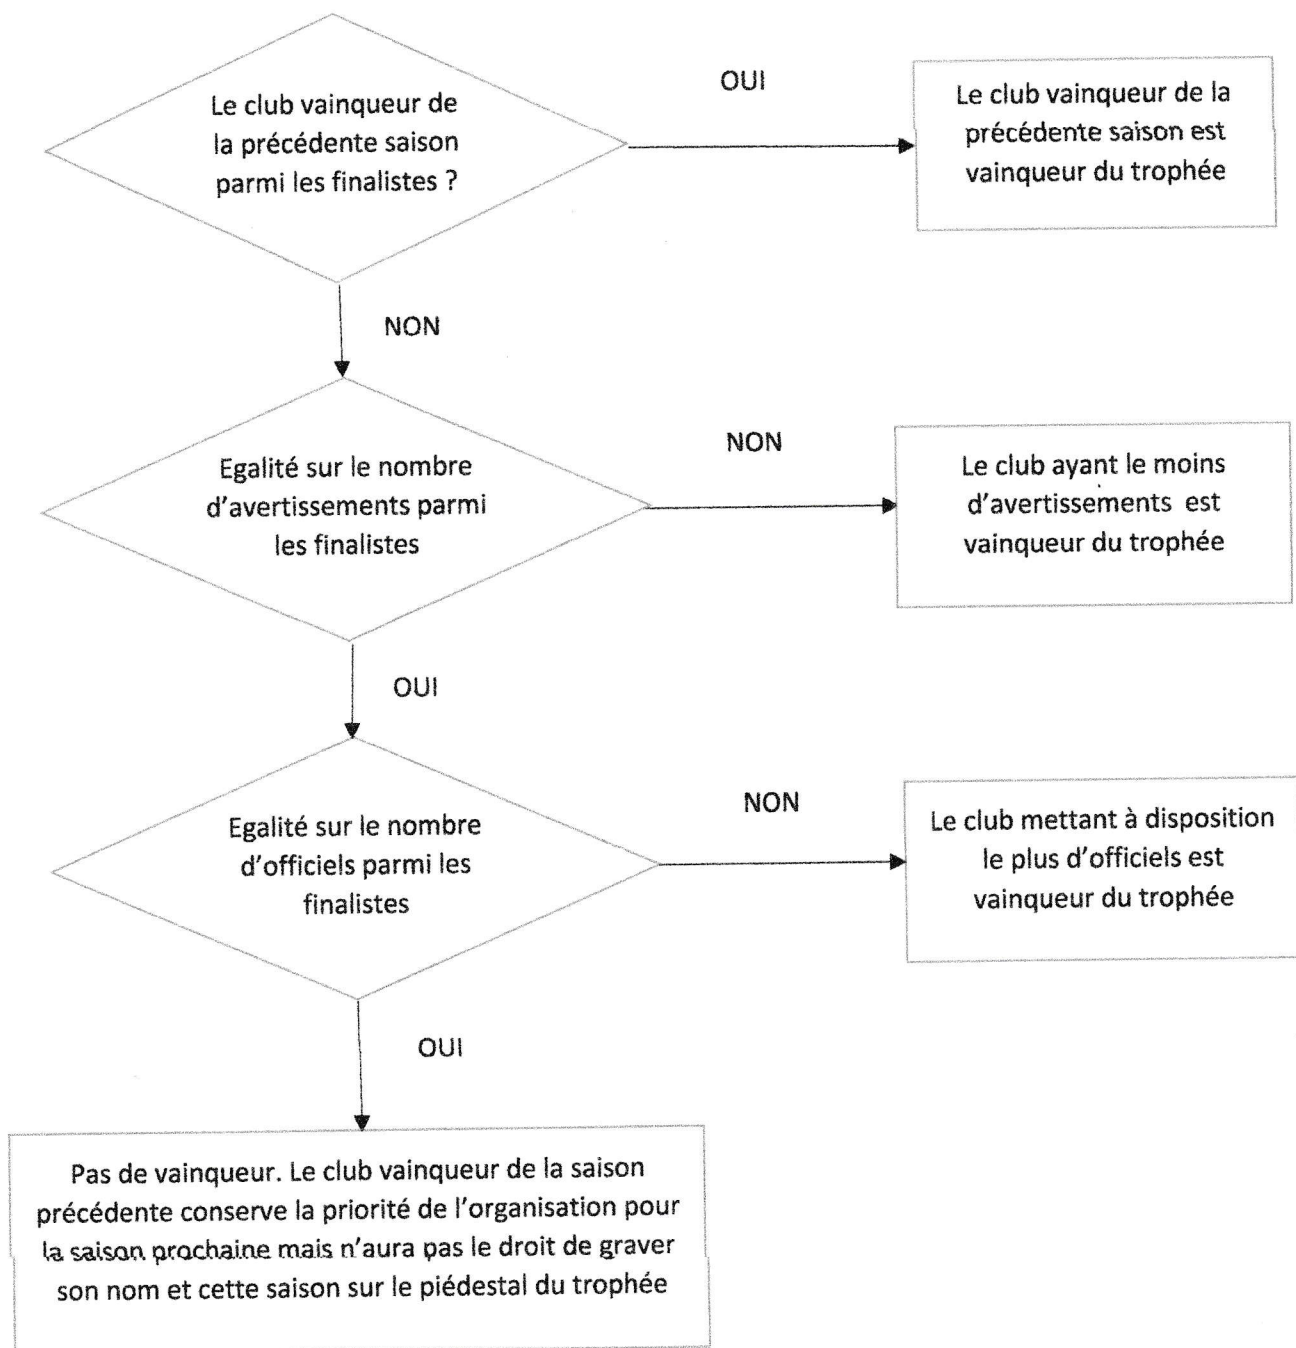 Le club vainqueur de
la précédente saison
parmi les finalistes ?
OUI
Le club vainqueur de la
précédente saison est
vainqueur du trophée
NON
Egalité sur le nombre
d'avertissements parmi
les finalistes
NON
Le club ayant le moins
d'avertissements est
vainqueur du trophée
OUI
Egalité sur le nombre
d'officiels parmi les
finalistes
NON
Le club mettant à disposition
le plus d'officiels est
vainqueur du trophée
OUI
Pas de vainqueur. Le club vainqueur de la saison
précédente conserve la priorité de l'organisation pour
la saison prochaine mais n'aura pas le droit de graver
son nom et cette saison sur le piédestal du trophée